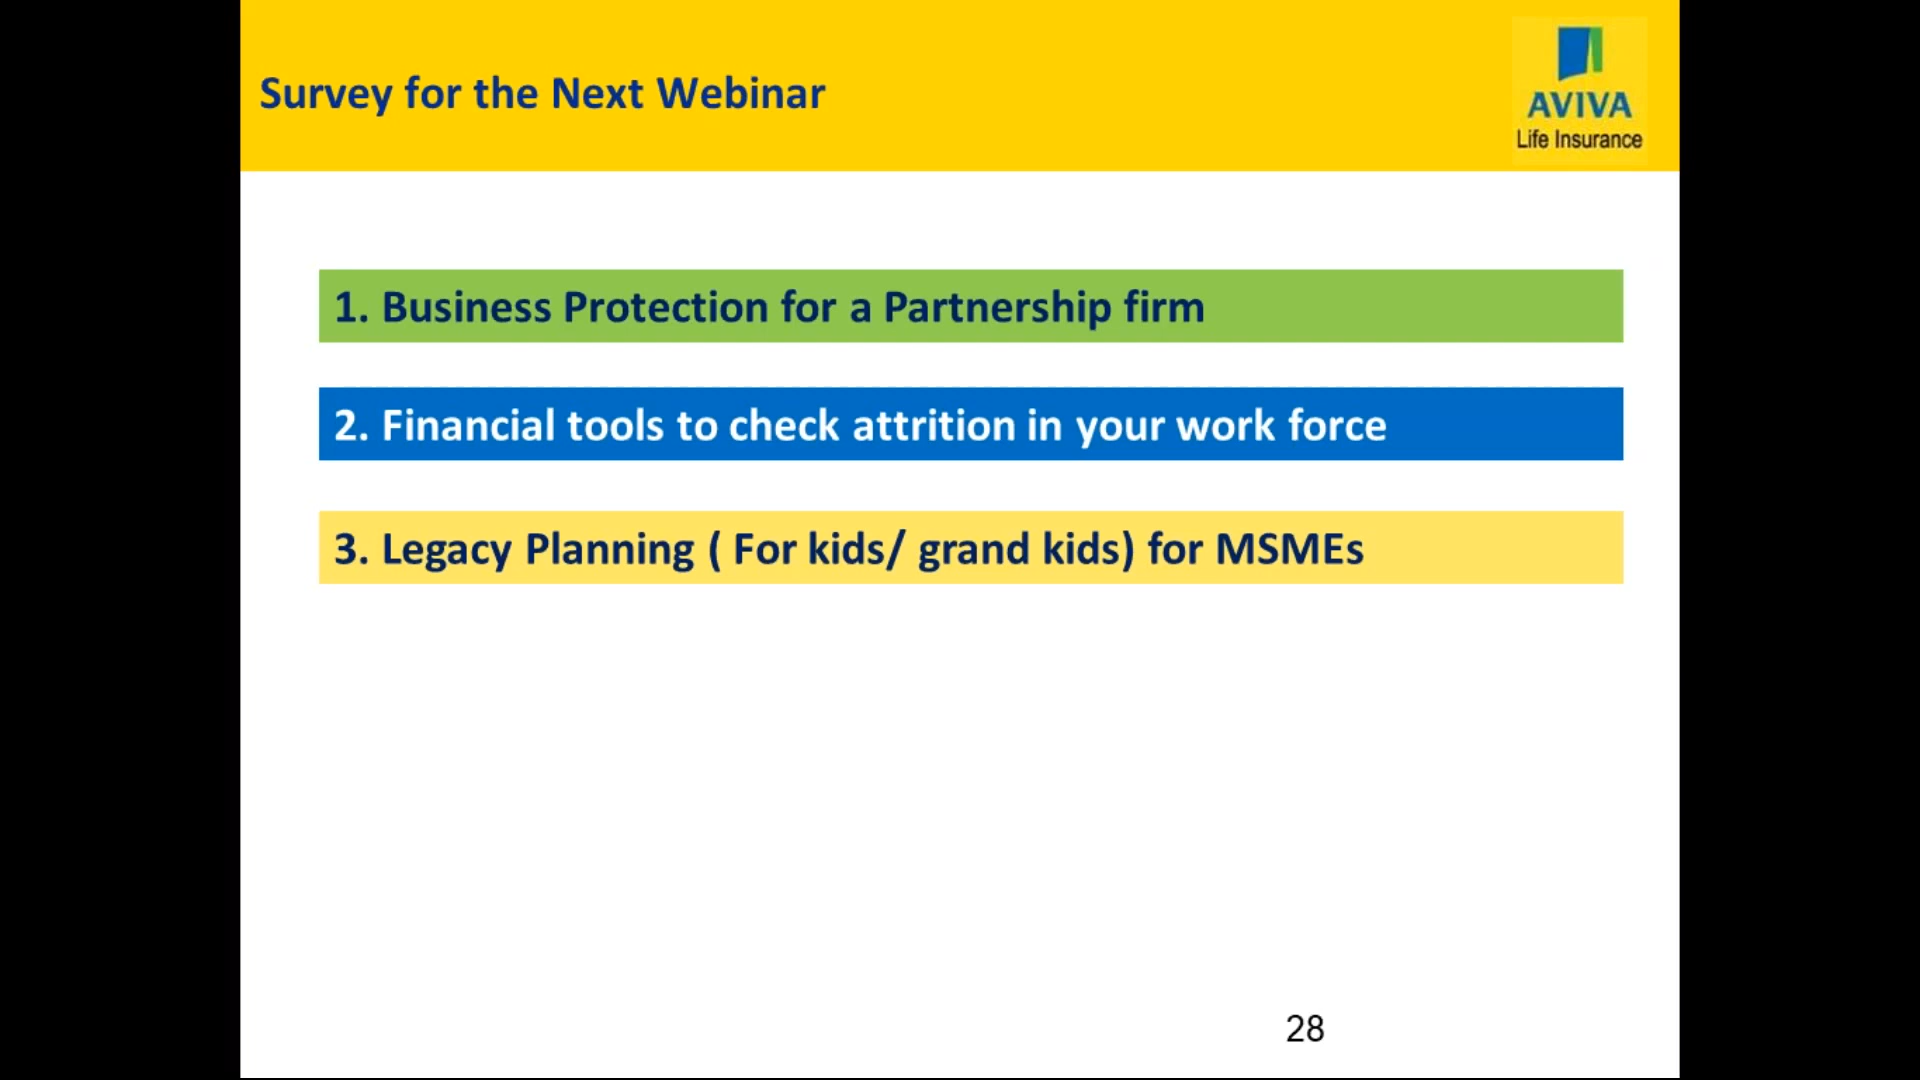 Survey for the Next Webinar
AVIVA
Life Insurance
1. Business Protection for a Partnership firm
2. Financial tools to check attrition in your work force
3. Legacy Planning ( For kids/ grand kids) for MSMEs
28